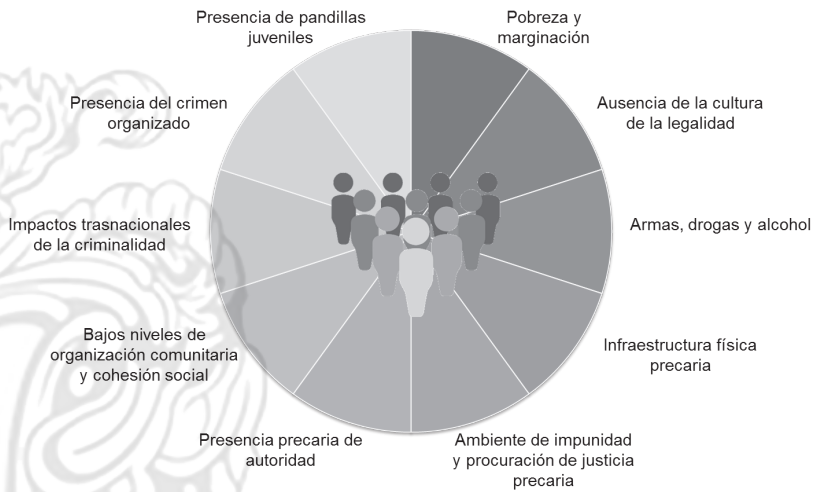 Presencia de pandillas
juveniles
Pobreza y
marginación
Presencia del crimen
organizado
Ausencia de la cultura
de la legalidad
Impactos trasnacionales
de la criminalidad
Armas, drogas y alcohol
Bajos niveles de
organización comunitaria
y cohesión social
Infraestructura física
precaria
Presencia precaria de
autoridad
Ambiente de impunidad
y procuración de justicia
precaria